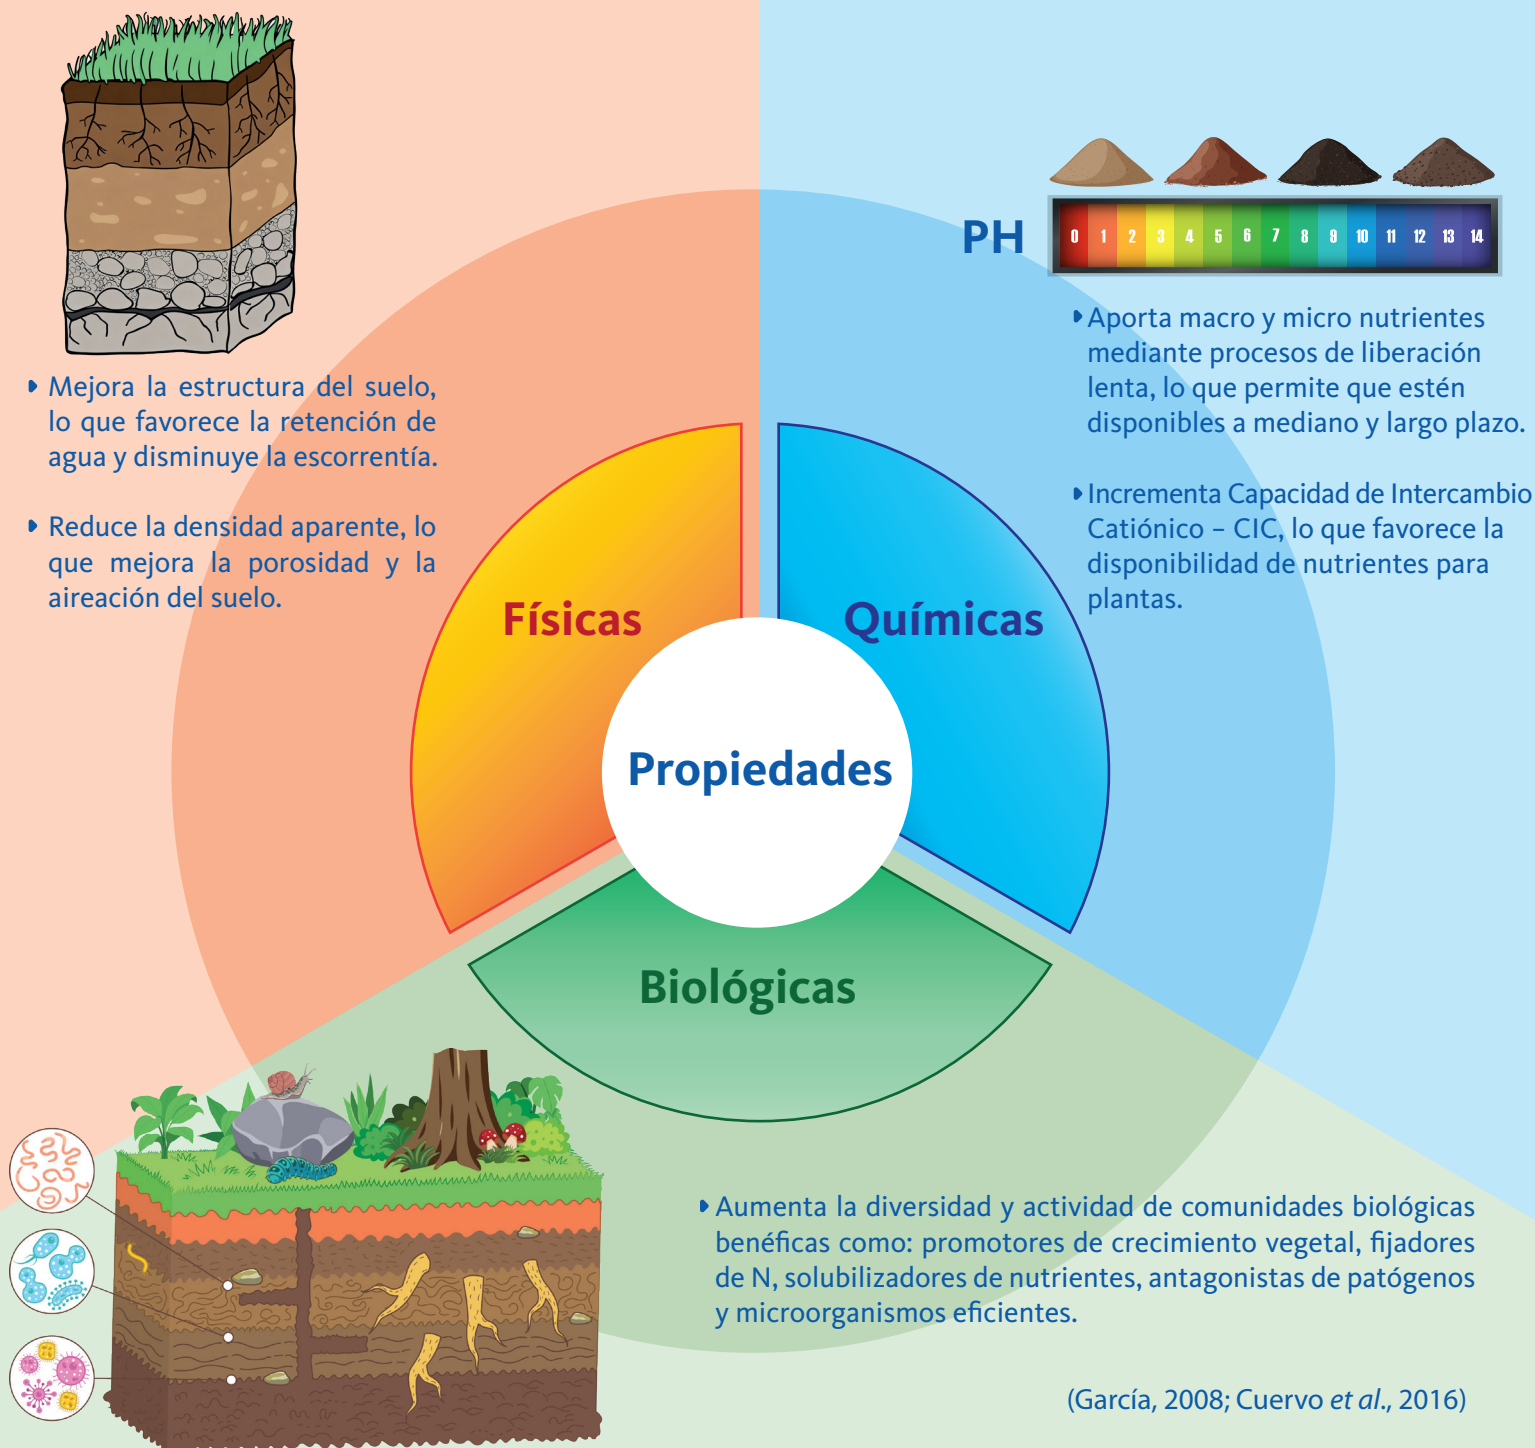 PH
0 1 2 3 4 5 6 7 8 9 10 11 12 13 14
Mejora la estructura del suelo,
lo que favorece la retención de
agua y disminuye la escorrentía.
Reduce la densidad aparente, lo
que mejora la porosidad y la
aireación del suelo.
Aporta macro y micro nutrientes
mediante procesos de liberación
lenta, lo que permite que estén
disponibles a mediano y largo plazo.
Incrementa Capacidad de Intercambio
Catiónico – CIC, lo que favorece la
disponibilidad de nutrientes para
plantas.
Físicas
Químicas
Propiedades
Biológicas
Aumenta la diversidad y actividad de comunidades biológicas
benéficas como: promotores de crecimiento vegetal, fijadores
de N, solubilizadores de nutrientes, antagonistas de patógenos
y microorganismos eficientes.
(García, 2008; Cuervo et al., 2016)